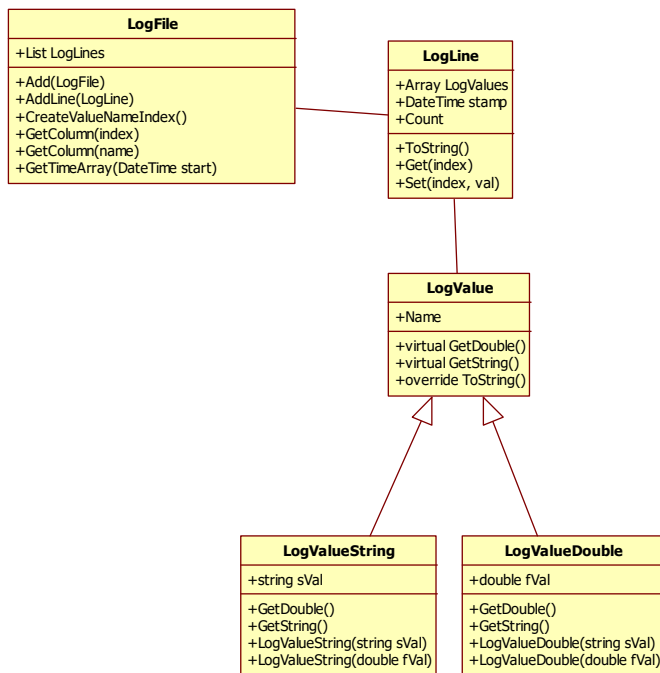 LogFile
+List LogLines
+Add(LogFile)
+AddLine(LogLine)
+CreateValueNameIndex()
+GetColumn(index)
+GetColumn(name)
+GetTimeArray(DateTime start)
LogLine
+Array LogValues
+DateTime stamp
+Count
+ToString()
+Get(index)
+Set(index, val)
LogValue
+Name
+virtual GetDouble()
+virtual GetString()
+override ToString()
LogValueString
+string sVal
+GetDouble()
+GetString()
+LogValueString(string sVal)
+LogValueString(double fVal)
LogValueDouble
+double fVal
+GetDouble()
+GetString()
+LogValueDouble(string sVal)
+LogValueDouble(double fVal)